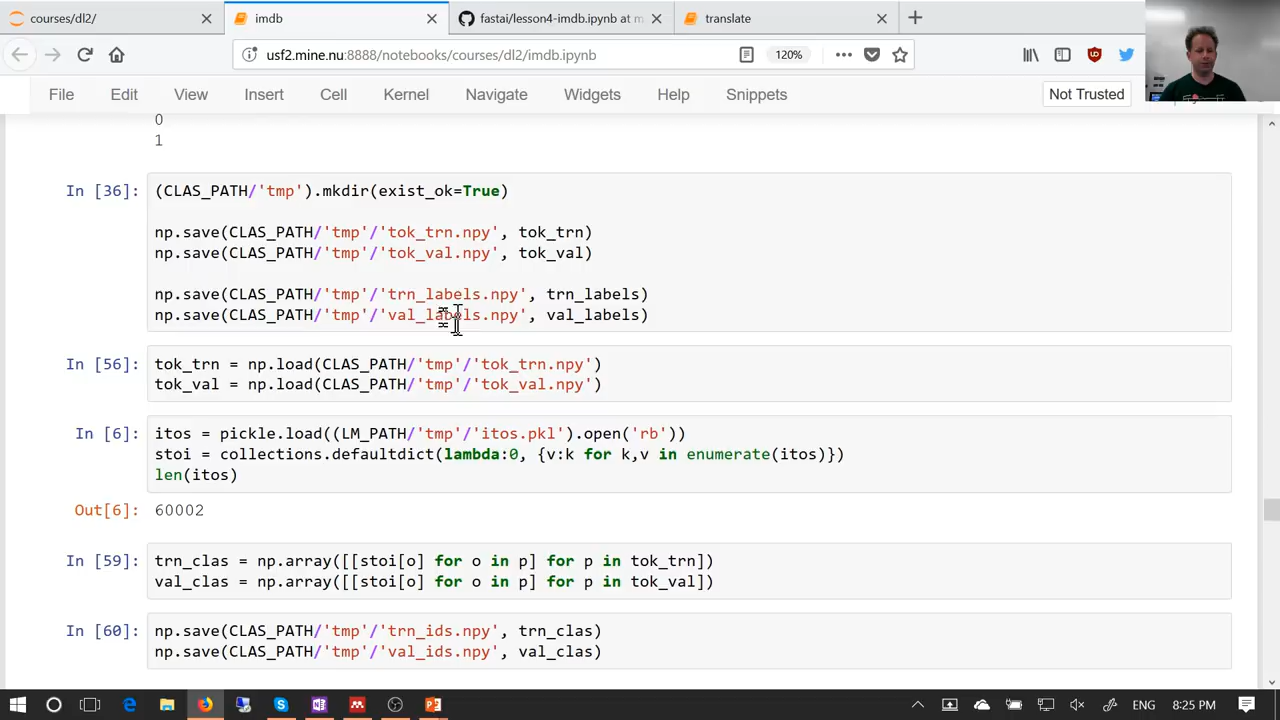 courses/dl2/
imdb
fastai/lesson4-imdb.ipynb at m
translate
usf2.mine.nu:8888/notebooks/courses/dl2/imdb.ipynb
120%
File Edit View Insert Cell Kernel Navigate Widgets Help Snippets
Not Trusted
0
1
In [36]:
(CLAS_PATH/'tmp').mkdir(exist_ok=True)
np.save(CLAS_PATH/'tmp'/'tok_trn.npy', tok_trn)
np.save(CLAS_PATH/'tmp'/'tok_val.npy', tok_val)
np.save(CLAS_PATH/'tmp'/'trn_labels.npy', trn_labels)
np.save(CLAS_PATH/'tmp'/'val_labels.npy', val_labels)
In [56]:
tok_trn = np.load(CLAS_PATH/'tmp'/'tok_trn.npy')
tok_val = np.load(CLAS_PATH/'tmp'/'tok_val.npy')
In [6]:
itos = pickle.load((LM_PATH/'tmp'/'itos.pkl').open('rb'))
stoi = collections.defaultdict(lambda:0, {v:k for k,v in enumerate(itos)})
len(itos)
Out[6]:
60002
In [59]:
trn_clas = np.array([[stoi[o] for o in p] for p in tok_trn])
val_clas = np.array([[stoi[o] for o in p] for p in tok_val])
In [60]:
np.save(CLAS_PATH/'tmp'/'trn_ids.npy', trn_clas)
np.save(CLAS_PATH/'tmp'/'val_ids.npy', val_clas)
ENG
8:25 PM